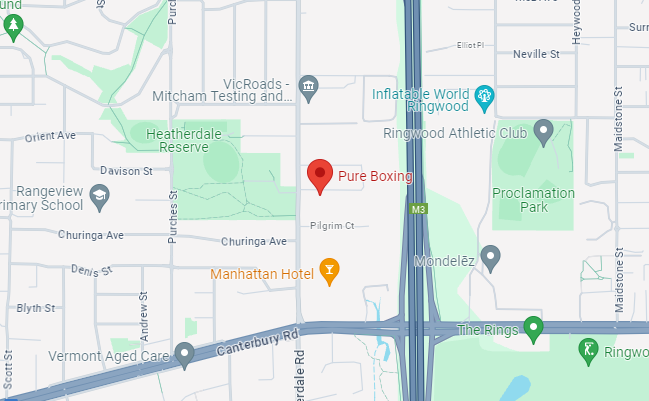 ound
St
Purch
Heywood
Elliot Pl
Neville St
Surr
VicRoads -
Mitcham Testing and...
Inflatable World
Ringwood
Maidstone St
Orient Ave
Heatherdale
Reserve
Ringwood Athletic Club
Davison St
Pure Boxing
Rangeview
rimary School
Proclamation
Park
Purches St
M3
Pilgrim Ct
Churinga Ave
Churinga Ave
Denis St
Manhattan Hotel
Mondelēz
Maidstone St
Blyth St
Andrew St
The Rings
Canterbury Rd
Vermont Aged Care
Ringwo
Scott St
erdale Rd